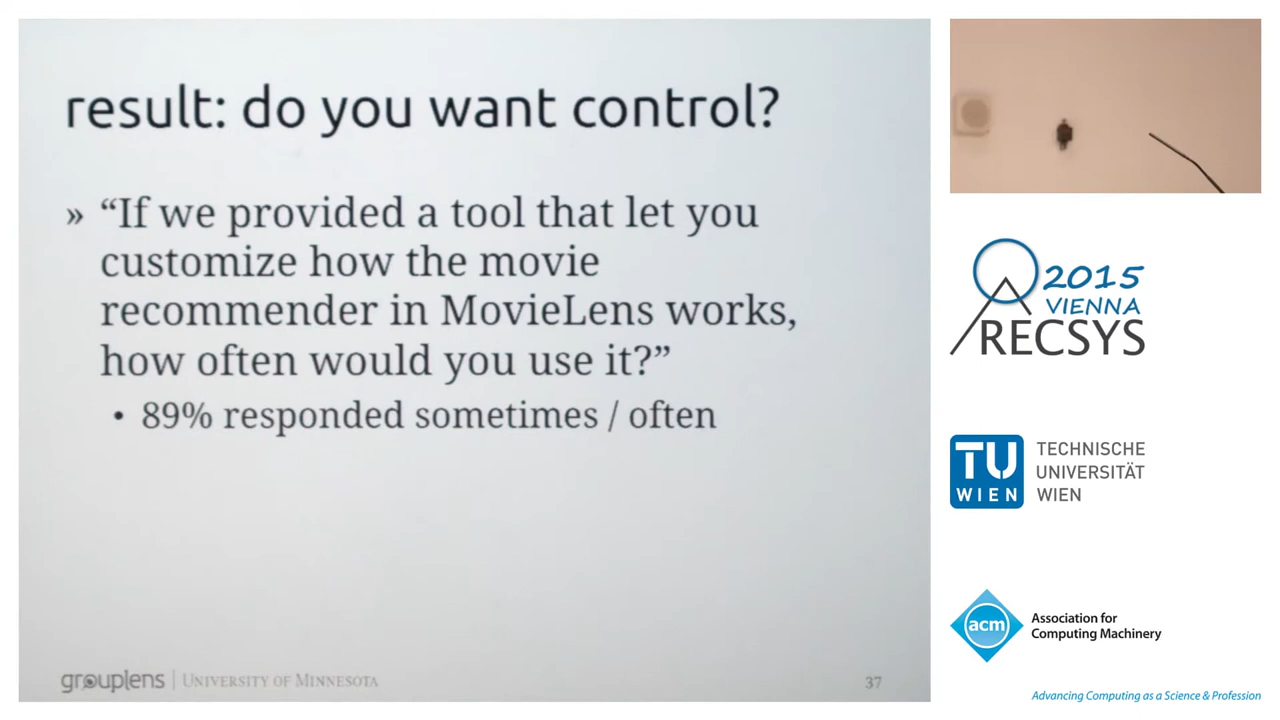 result: do you want control?
» “If we provided a tool that let you
customize how the movie
recommender in MovieLens works,
how often would you use it?”
• 89% responded sometimes / often
grouplens | UNIVERSITY OF MINNESOTA
37
2015
VIENNA
RECSYS
TU
WIEN
TECHNISCHE
UNIVERSITÄT
WIEN
acm
Association for
Computing Machinery
Advancing Computing as a Science & Profession